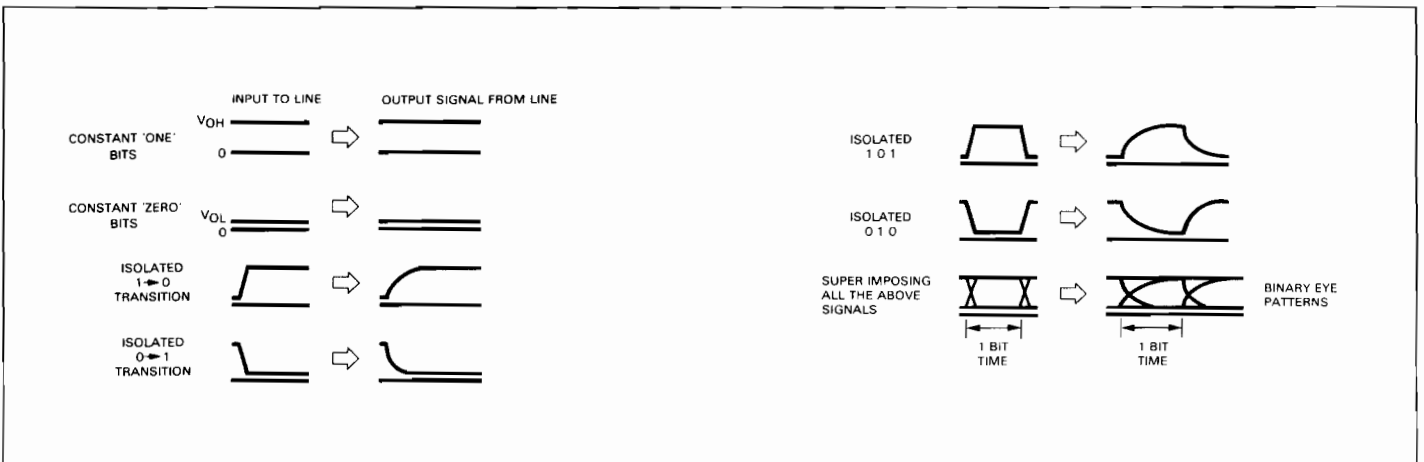 INPUT TO LINE
OUTPUT SIGNAL FROM LINE
CONSTANT 'ONE'
BITS
VOH
0
CONSTANT 'ZERO'
BITS
VOL
0
ISOLATED
1→0
TRANSITION
ISOLATED
0→1
TRANSITION
ISOLATED
1 0 1
ISOLATED
0 1 0
SUPER IMPOSING
ALL THE ABOVE
SIGNALS
1 BIT
TIME
1 BIT
TIME
BINARY EYE
PATTERNS